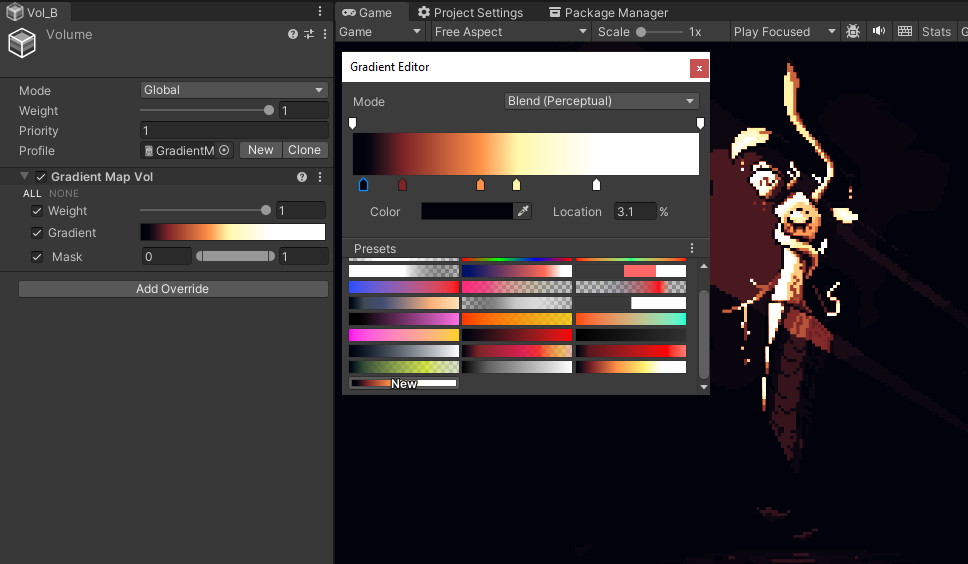 Vol_B
Volume
Mode Global
Weight 1
Priority 1
Profile GradientM New Clone
Gradient Map Vol
ALL NONE
Weight 1
Gradient
Mask 0 1
Add Override
Game Project Settings Package Manager
Game Free Aspect Scale 1x Play Focused Stats G
Gradient Editor
x
Mode Blend (Perceptual)
Color Location 3.1 %
Presets
New